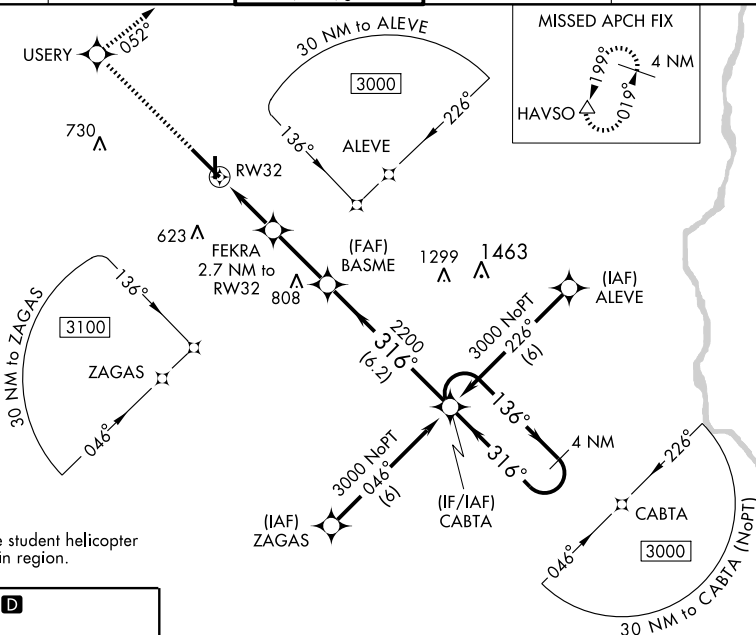 USERY
052°
30 NM to ALEVE
3000
136°
226°
ALEVE
MISSED APCH FIX
199°
4 NM
019°
HAVSO
730
RW32
623
FEKRA
2.7 NM to
RW32
808
(FAF)
BASME
1299
1463
(IAF)
ALEVE
30 NM to ZAGAS
136°
3100
ZAGAS
046°
2200
316°
(6.2)
3000 NoPT
226°
(6)
136°
316°
4 NM
3000 NoPT
046°
(6)
(IAF)
ZAGAS
(IF/IAF)
CABTA
226°
CABTA
046°
3000
30 NM to CABTA (NoPT)
e student helicopter
in region.
D